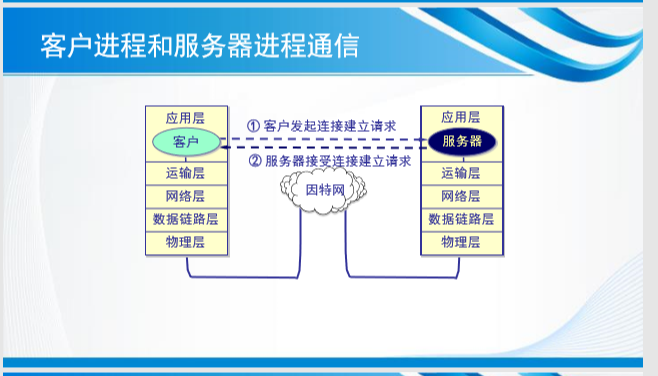 客户进程和服务器进程通信
应用层
客户
运输层
网络层
数据链路层
物理层
① 客户发起连接建立请求
② 服务器接受连接建立请求
因特网
应用层
服务器
运输层
网络层
数据链路层
物理层